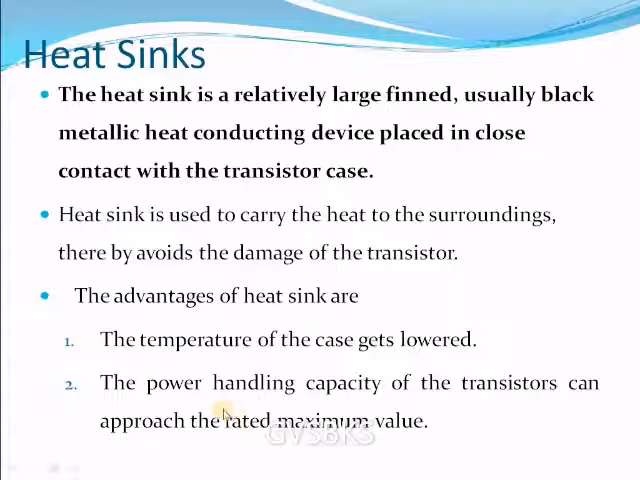 Heat Sinks
The heat sink is a relatively large finned, usually black
metallic heat conducting device placed in close
contact with the transistor case.
Heat sink is used to carry the heat to the surroundings,
there by avoids the damage of the transistor.
The advantages of heat sink are
1. The temperature of the case gets lowered.
2. The power handling capacity of the transistors can
approach the rated maximum value.
GVSBKS